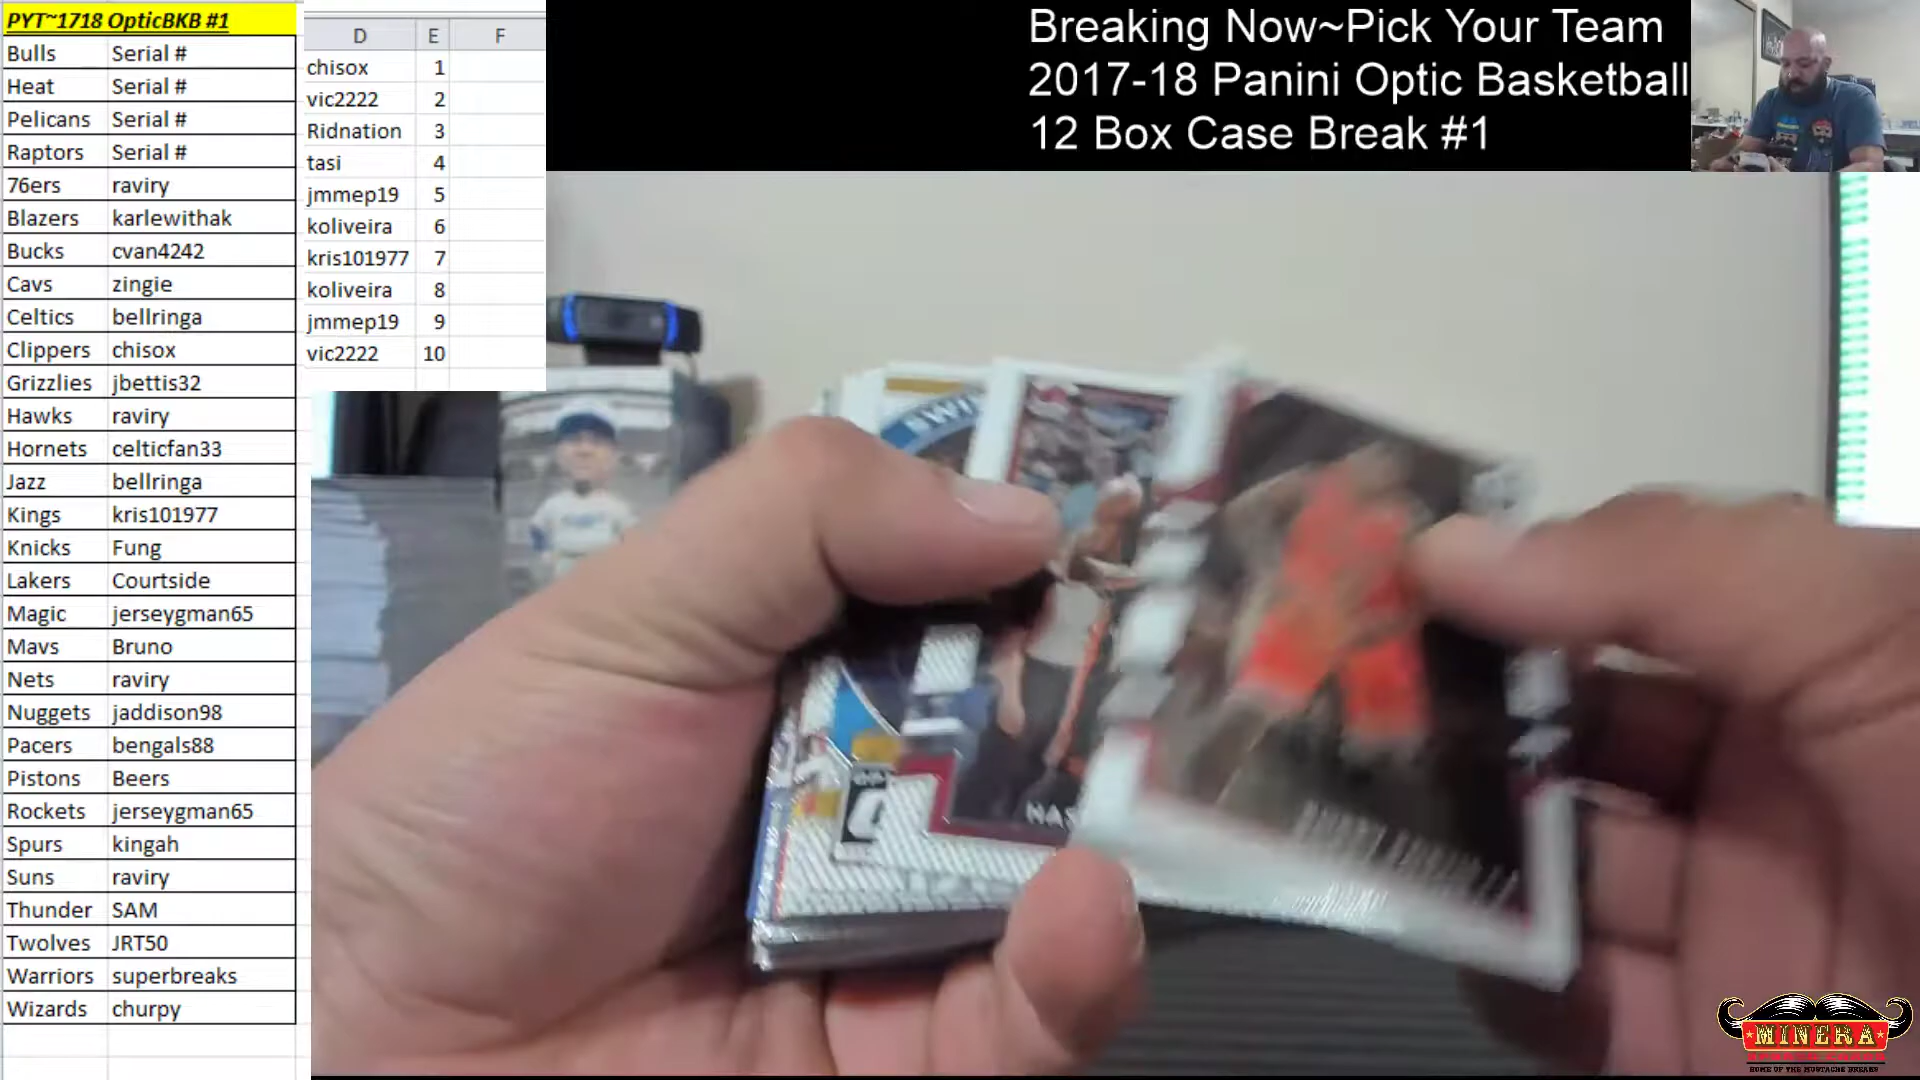 PYT~1718 OpticBKB #1
Bulls Serial #
Heat Serial #
Pelicans Serial #
Raptors Serial #
76ers raviry
Blazers karlewithak
Bucks cvan4242
Cavs zingie
Celtics bellringa
Clippers chisox
Grizzlies jbettis32
Hawks raviry
Hornets celticfan33
Jazz bellringa
Kings kris101977
Knicks Fung
Lakers Courtside
Magic jerseygman65
Mavs Bruno
Nets raviry
Nuggets jaddison98
Pacers bengals88
Pistons Beers
Rockets jerseygman65
Spurs kingah
Suns raviry
Thunder SAM
Twolves JRT50
Warriors superbreaks
Wizards churpy
D E F
chisox 1
vic2222 2
Ridnation 3
tasi 4
jmmep19 5
koliveira 6
kris101977 7
koliveira 8
jmmep19 9
vic2222 10
Breaking Now~Pick Your Team
2017-18 Panini Optic Basketball
12 Box Case Break #1
MINERA
HOME OF THE MUSTACHE BREAKS